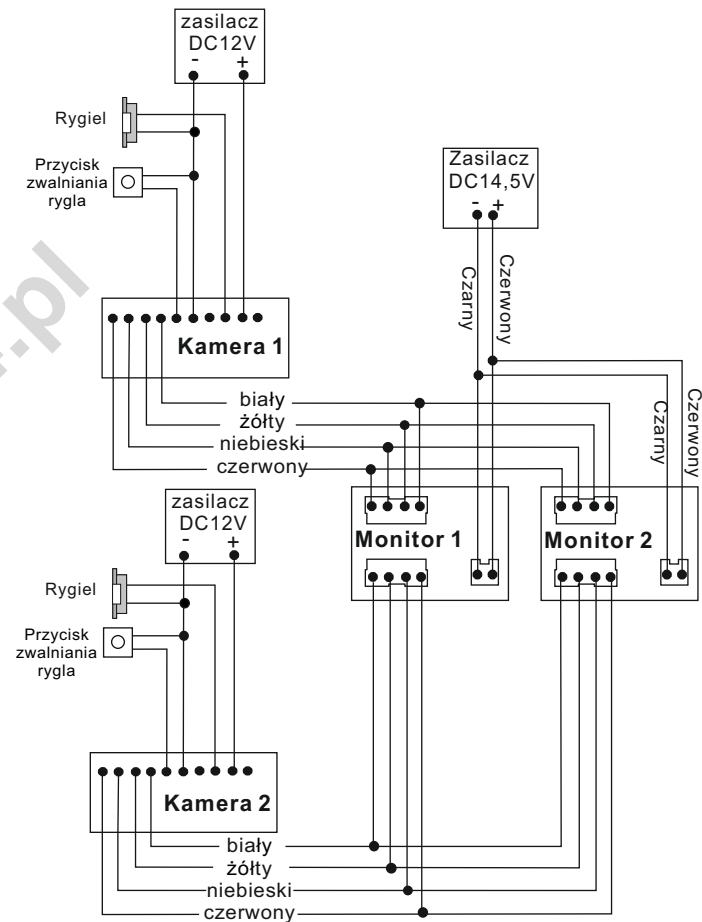 zasilacz
DC12V
- +
Rygiel
Przycisk
zwalniania
rygla
Zasilacz
DC14,5V
- +
Czarny
Czerwony
Kamera 1
biały
żółty
niebieski
czerwony
Czarny
Czerwony
zasilacz
DC12V
- +
Monitor 1
Monitor 2
Rygiel
Przycisk
zwalniania
rygla
Kamera 2
biały
żółty
niebieski
czerwony
.pl